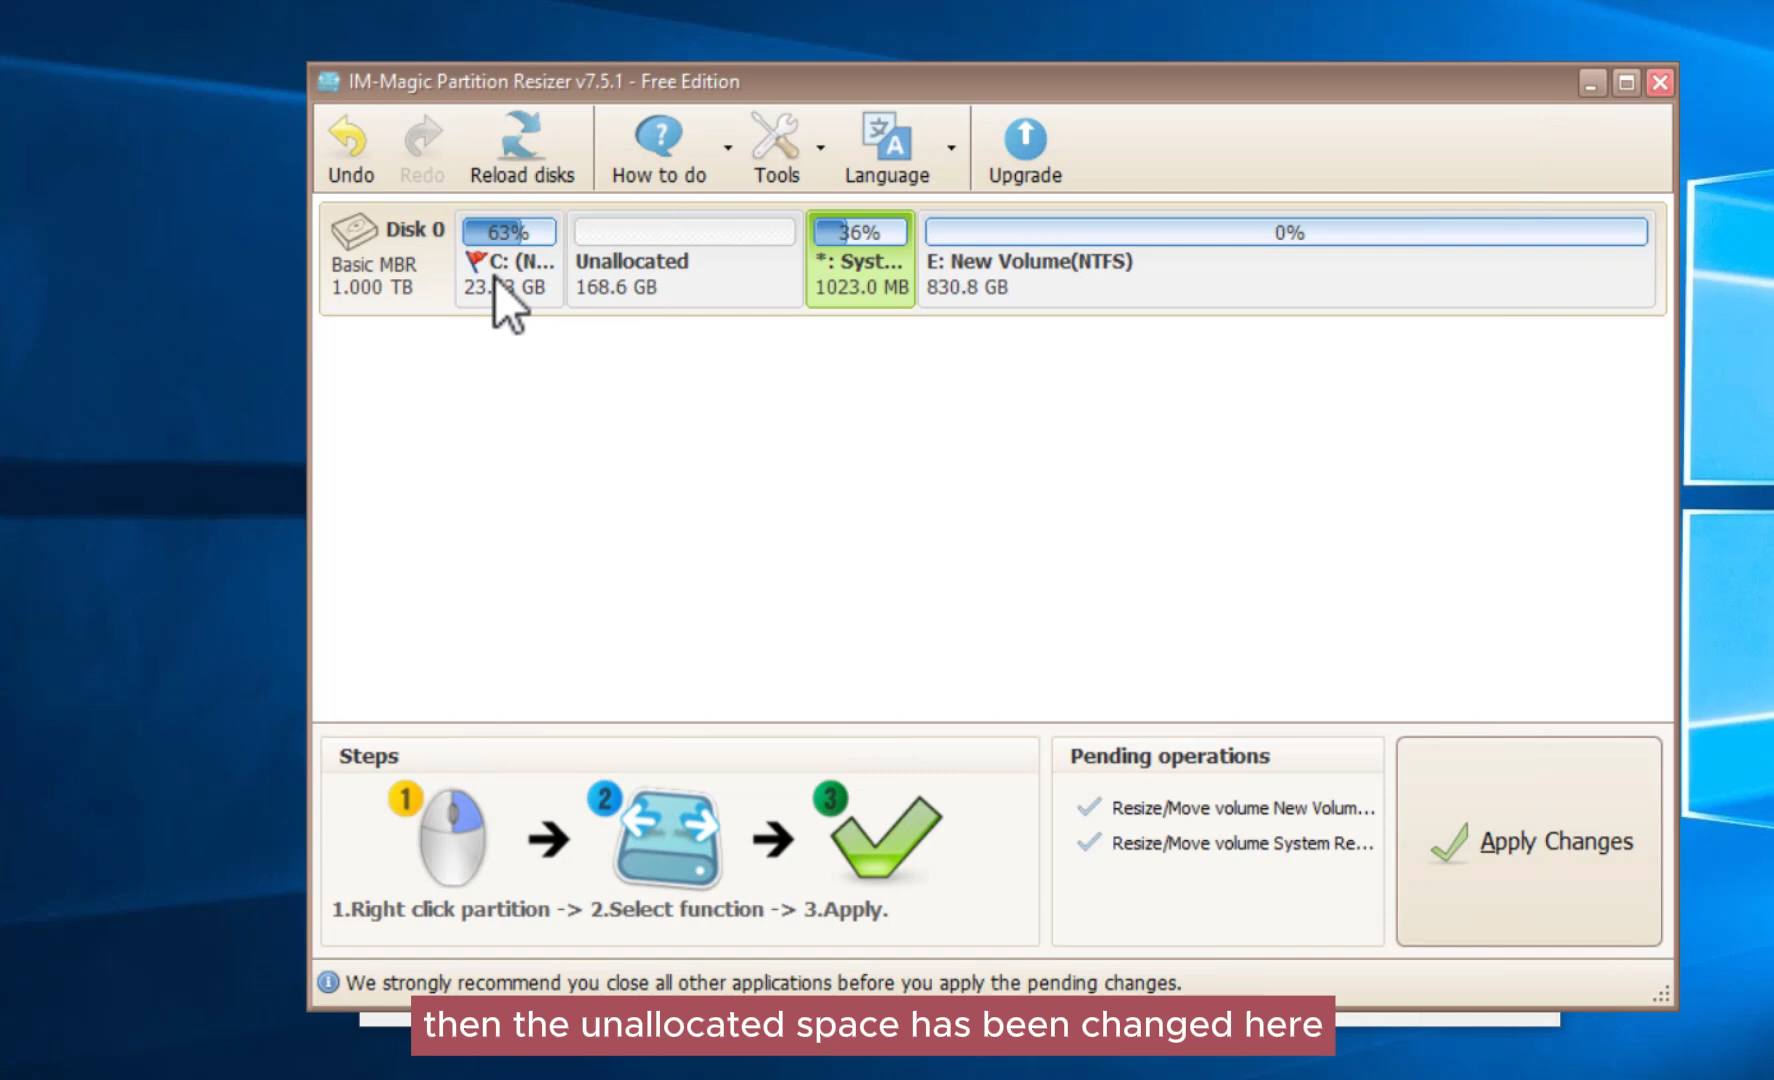 IM-Magic Partition Resizer v7.5.1 - Free Edition
Undo Redo Reload disks How to do Tools Language Upgrade
Disk 0
Basic MBR
1.000 TB
63%
C: (N...
GB
Unallocated
168.6 GB
36%
*: Syst...
1023.0 MB
0%
E: New Volume(NTFS)
830.8 GB
Steps
1 2 3
1.Right click partition -> 2.Select function -> 3.Apply.
Pending operations
Resize/Move volume New Volum...
Resize/Move volume System Re...
Apply Changes
We strongly recommend you close all other applications before you apply the pending changes.
then the unallocated space has been changed here